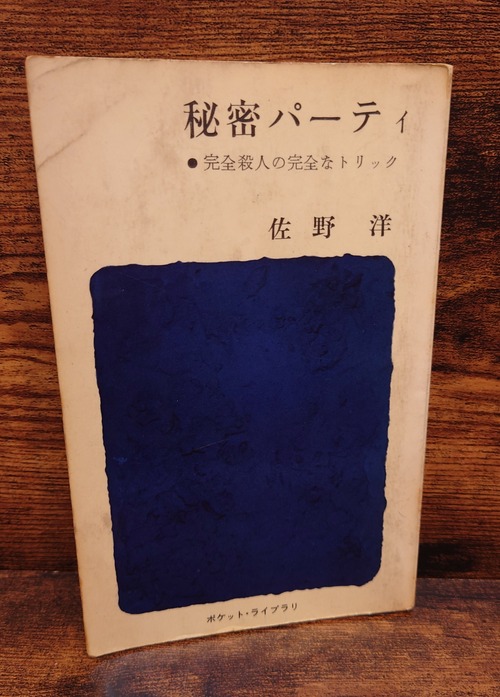 秘密パーティ
●完全殺人の完全なトリック
佐野洋
ポケット・ライブラリ